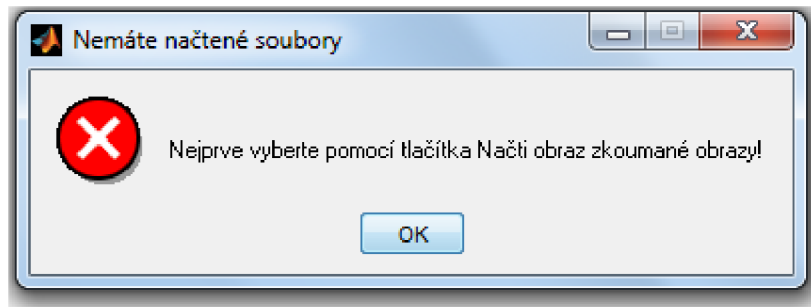 Nemáte načtené soubory
Nejprve vyberte pomocí tlačítka Načti obraz zkoumané obrazy!
OK